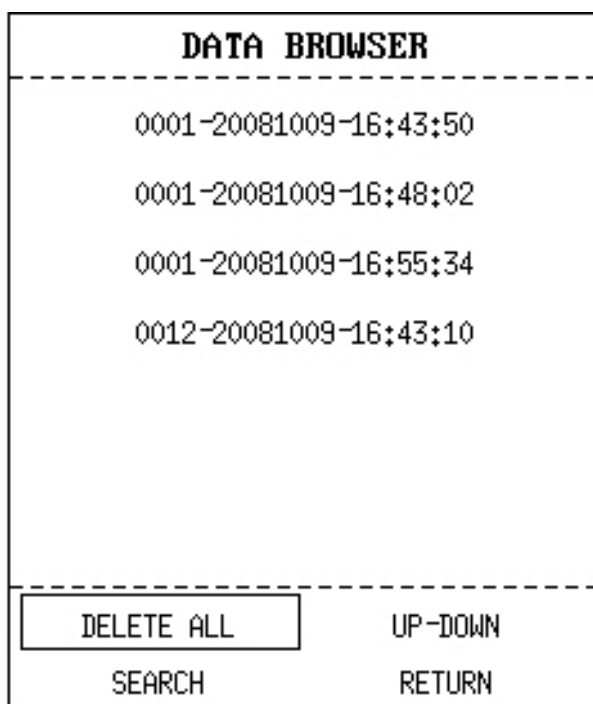 DATA BROWSER
0001-20081009-16:43:50
0001-20081009-16:48:02
0001-20081009-16:55:34
0012-20081009-16:43:10
DELETE ALL UP-DOWN
SEARCH RETURN